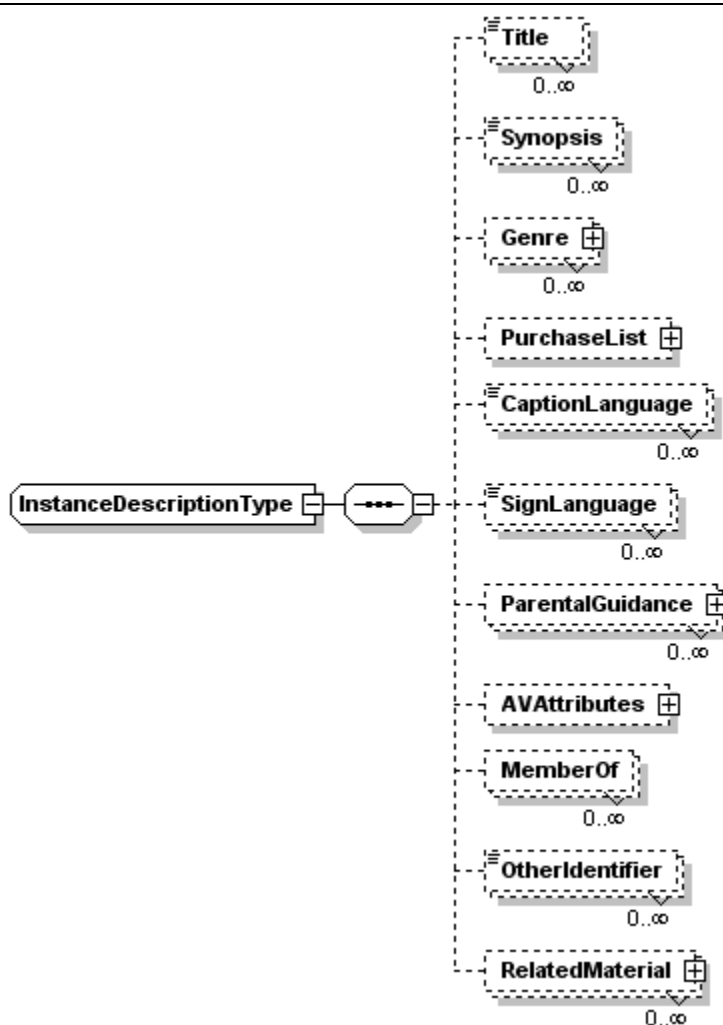 Title
0..∞
Synopsis
0..∞
Genre
0..∞
PurchaseList
CaptionLanguage
0..∞
InstanceDescriptionType
SignLanguage
0..∞
ParentalGuidance
0..∞
AVAttributes
MemberOf
0..∞
OtherIdentifier
0..∞
RelatedMaterial
0..∞